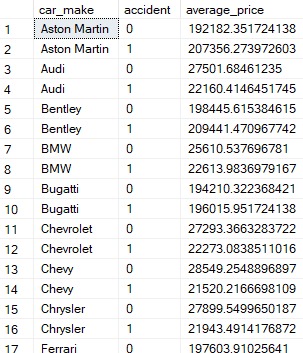 car_make accident average_price
1 Aston Martin 0 192182.351724138
2 Aston Martin 1 207356.273972603
3 Audi 0 27501.68461235
4 Audi 1 22160.4146451745
5 Bentley 0 198445.615384615
6 Bentley 1 209441.470967742
7 BMW 0 25610.537696781
8 BMW 1 22613.9836979167
9 Bugatti 0 194210.322368421
10 Bugatti 1 196015.951724138
11 Chevrolet 0 27293.3663283722
12 Chevrolet 1 22273.0838511016
13 Chevy 0 28549.2548896897
14 Chevy 1 21520.2166698109
15 Chrysler 0 27899.5499650187
16 Chrysler 1 21943.4914176872
17 Ferrari 0 197603.91025641